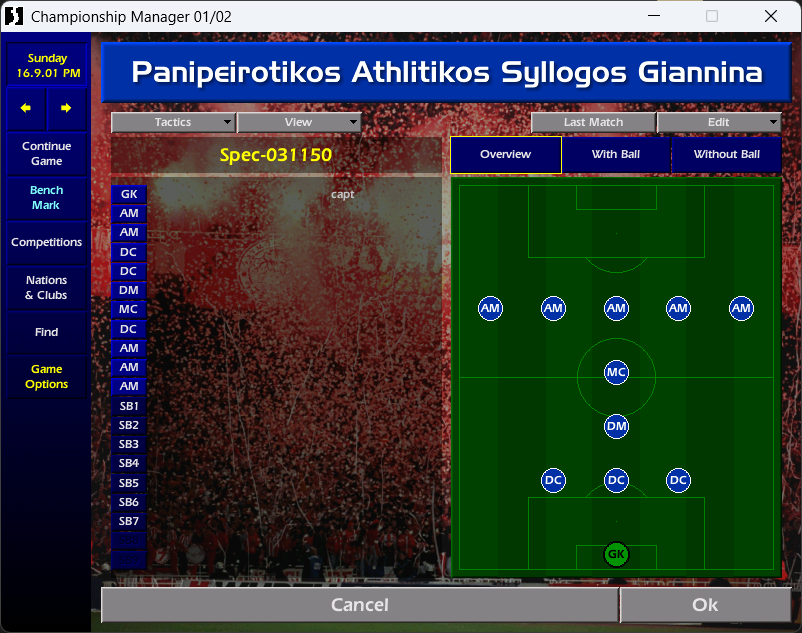 Championship Manager 01/02
Sunday
16.9.01 PM
Continue
Game
Bench
Mark
Competitions
Nations
& Clubs
Find
Game
Options
Panipeirotikos Athlitikos Syllogos Giannina
Tactics View Last Match Edit
Spec-031150
Overview With Ball Without Ball
GK capt
AM
AM
DC
DC
DM
MC
DC
AM
AM
AM
SB1
SB2
SB3
SB4
SB5
SB6
SB7
AM AM AM AM AM
MC
DM
DC DC DC
GK
Cancel Ok